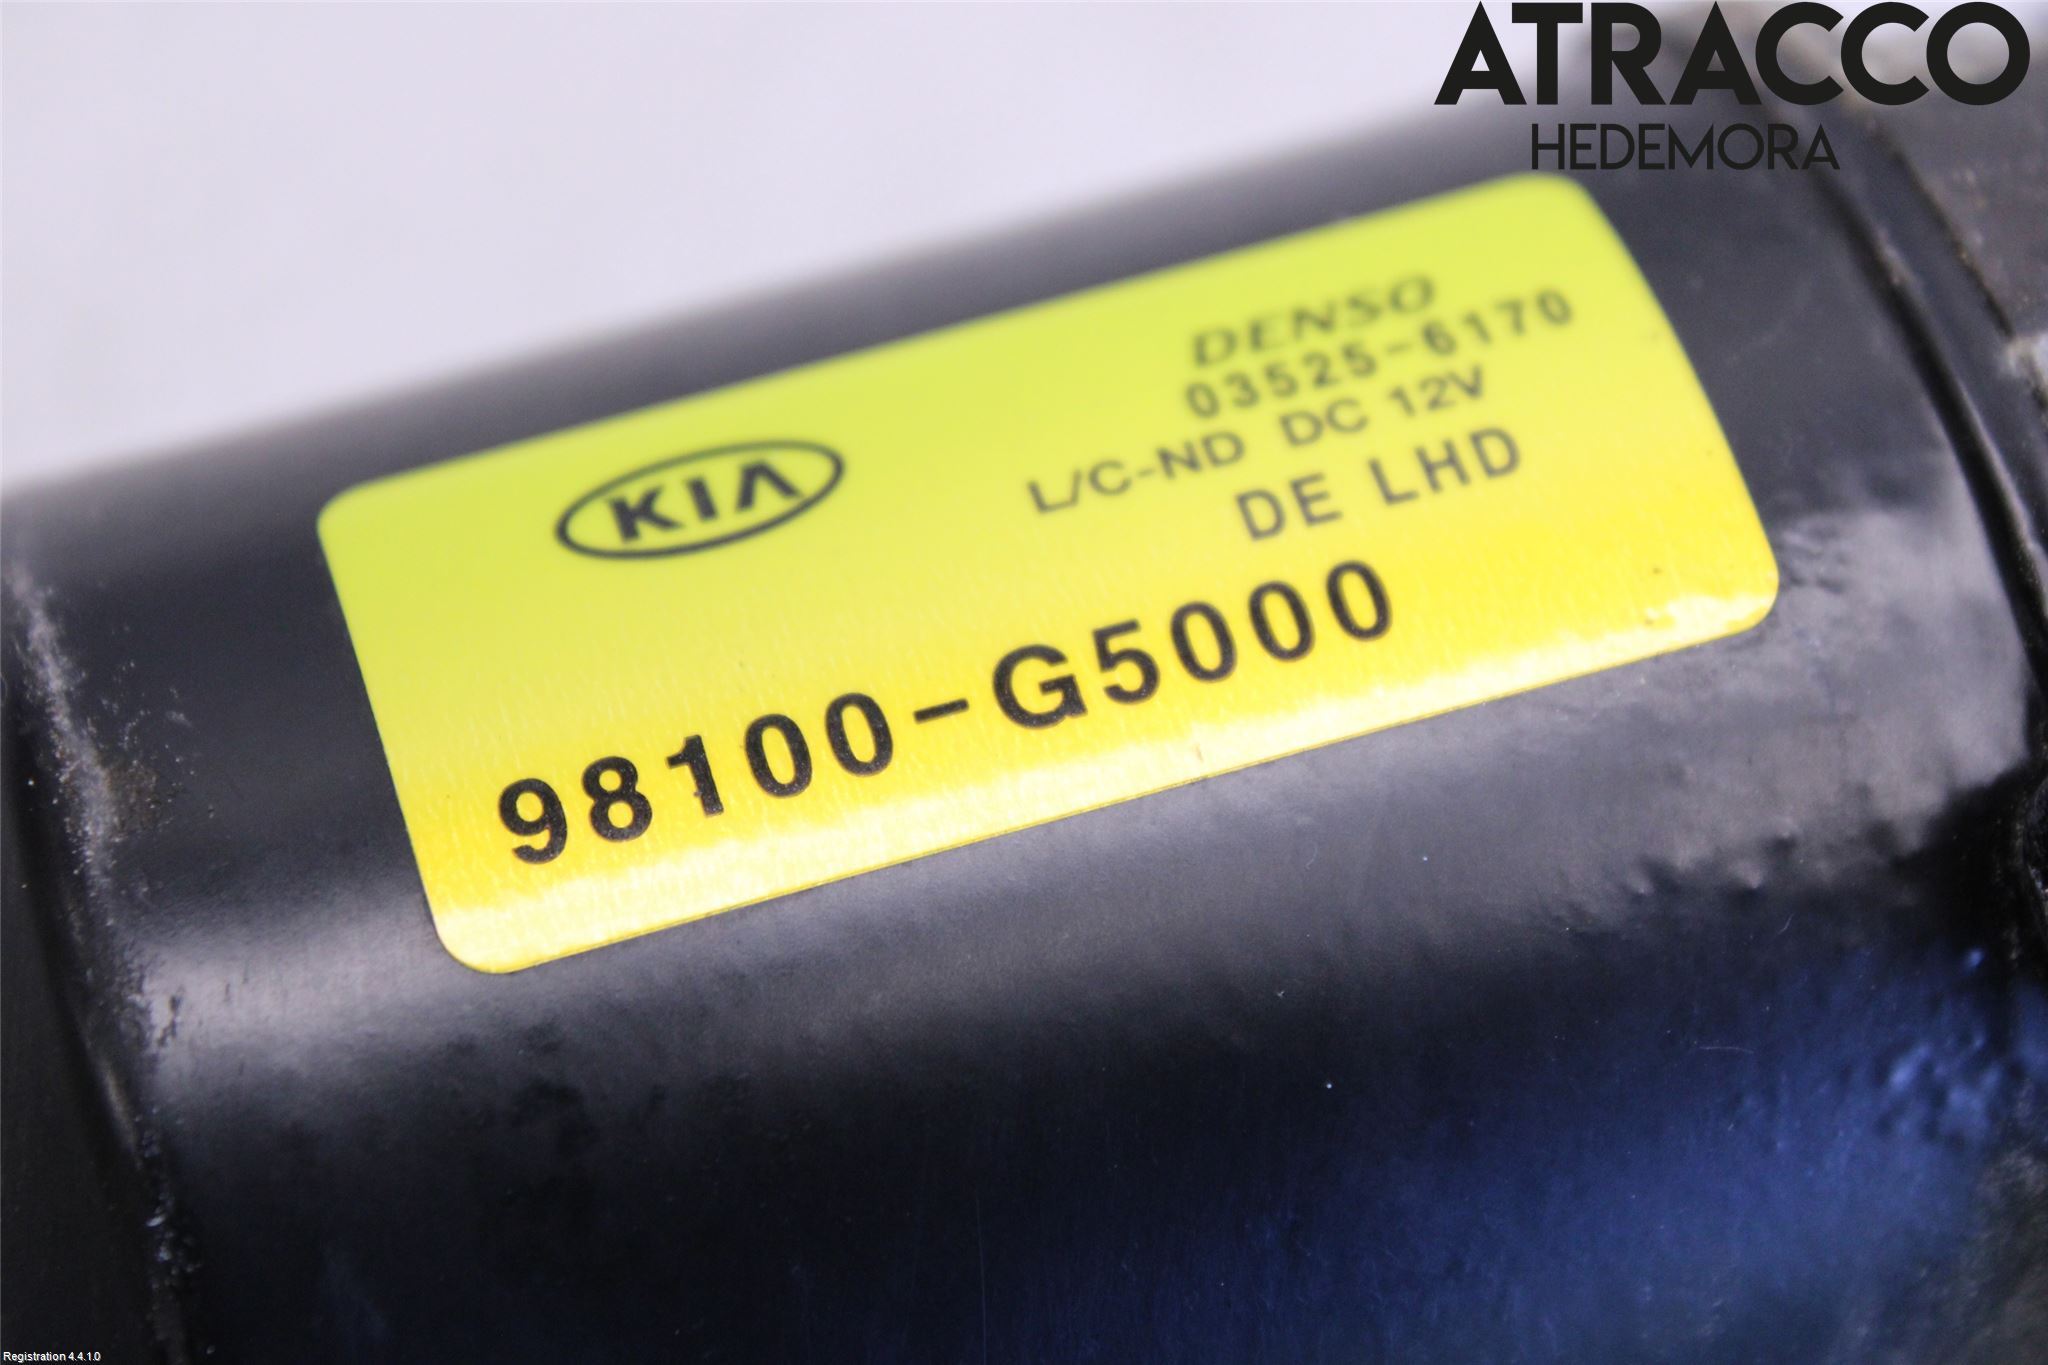 ATRACCO
HEDEMORA
KIA
DENSO
03525-6170
L/C-ND DC 12V
DE LHD
98100-G5000
Registration 4.4.1.0